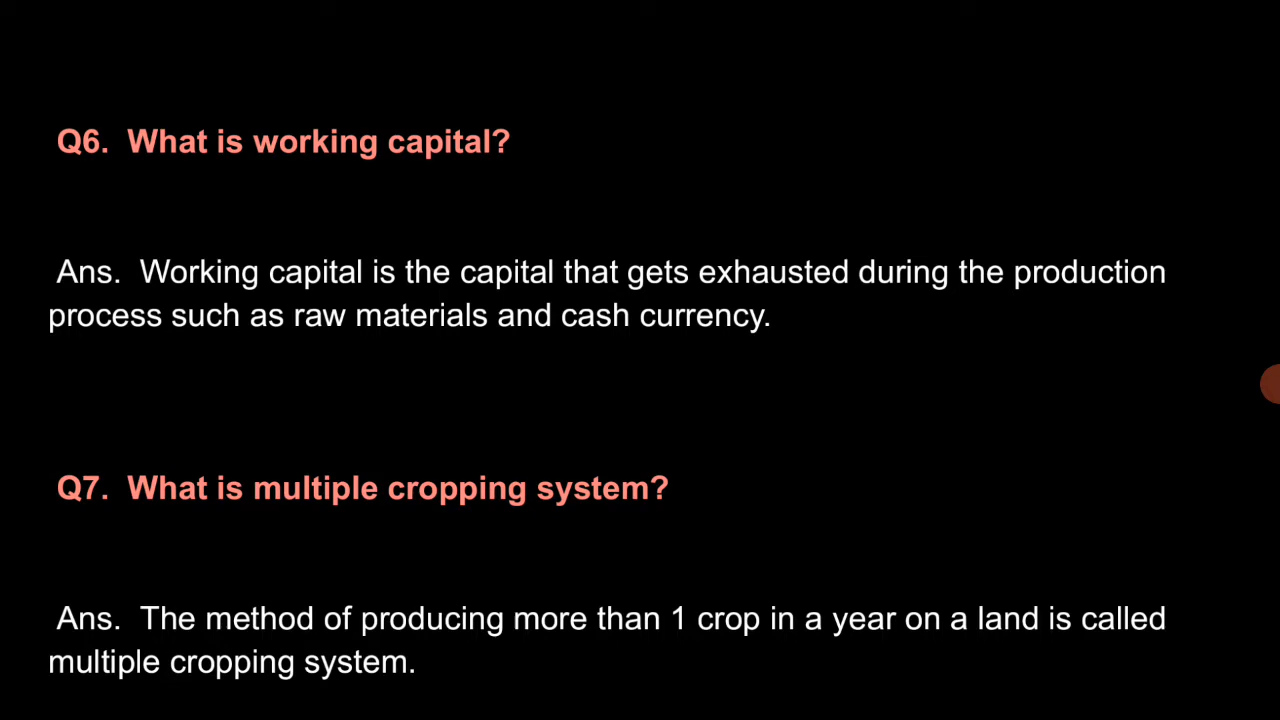 Q6. What is working capital?
Ans. Working capital is the capital that gets exhausted during the production
process such as raw materials and cash currency.
Q7. What is multiple cropping system?
Ans. The method of producing more than 1 crop in a year on a land is called
multiple cropping system.